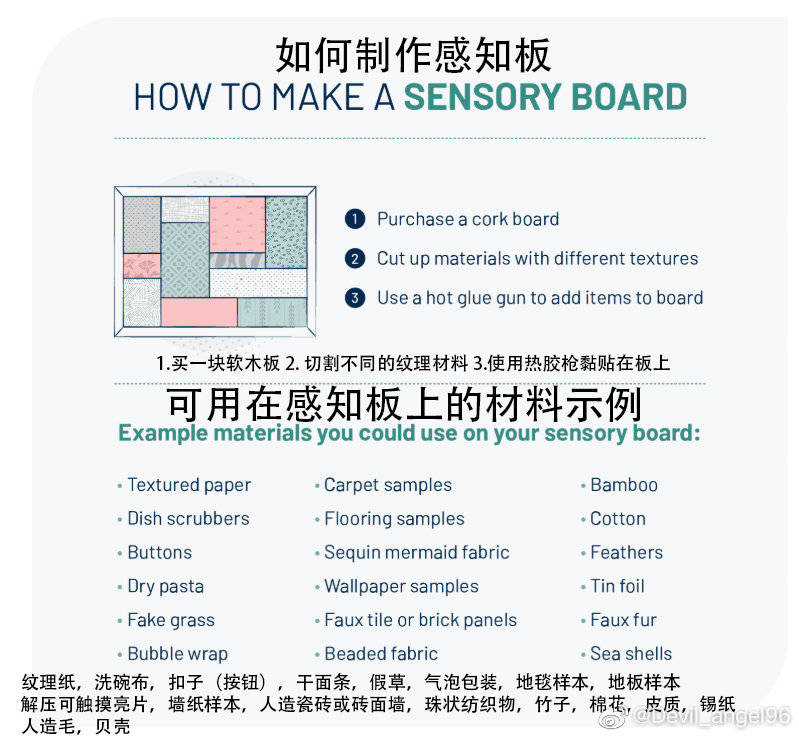 如何制作感知板
HOW TO MAKE A SENSORY BOARD
1 Purchase a cork board
2 Cut up materials with different textures
3 Use a hot glue gun to add items to board
1.买一块软木板 2. 切割不同的纹理材料 3.使用热胶枪黏贴在板上
可用在感知板上的材料示例
Example materials you could use on your sensory board:
• Textured paper
• Dish scrubbers
• Buttons
• Dry pasta
• Fake grass
• Bubble wrap
• Carpet samples
• Flooring samples
• Sequin mermaid fabric
• Wallpaper samples
• Faux tile or brick panels
• Beaded fabric
• Bamboo
• Cotton
• Feathers
• Tin foil
• Faux fur
• Sea shells
纹理纸，洗碗布，扣子（按钮），干面条，假草，气泡包装，地毯样本，地板样本
解压可触摸亮片，墙纸样本，人造瓷砖或砖面墙，珠状纺织物，竹子，棉花，皮质，锡纸
人造毛，贝壳
@Devil_angel96